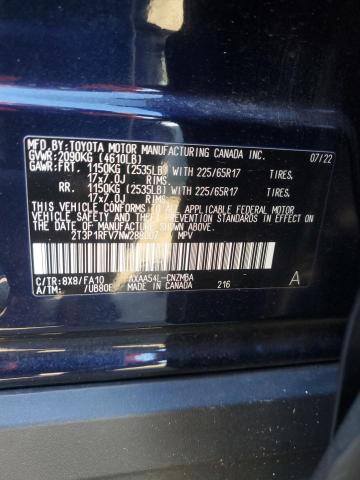 MFD.BY:TOYOTA MOTOR MANUFACTURING CANADA INC. 07/22
GVWR:2090KG (4610LB)
GAWR:FRT. 1150KG (2535LB) WITH 225/65R17 TIRES,
17x7.0J RIMS,
RR. 1150KG (2535LB) WITH 225/65R17 TIRES,
17x7.0J RIMS,
THIS VEHICLE CONFORMS TO ALL APPLICABLE FEDERAL MOTOR VEHICLE SAFETY STANDARDS IN EFFECT ON THE DATE OF MANUFACTURE SHOWN ABOVE.
2T3P1RFV7NW288007 MPV
C/TR:8X8/FA10 AXAA54L-CNZMBA A
A/TM: /UB80E MADE IN CANADA 216